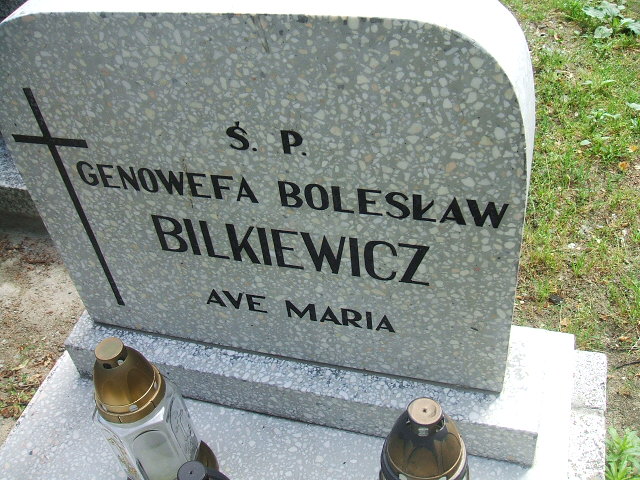 Ś. P.
GENOWEFA BOLESŁAW
BILKIEWICZ
AVE MARIA